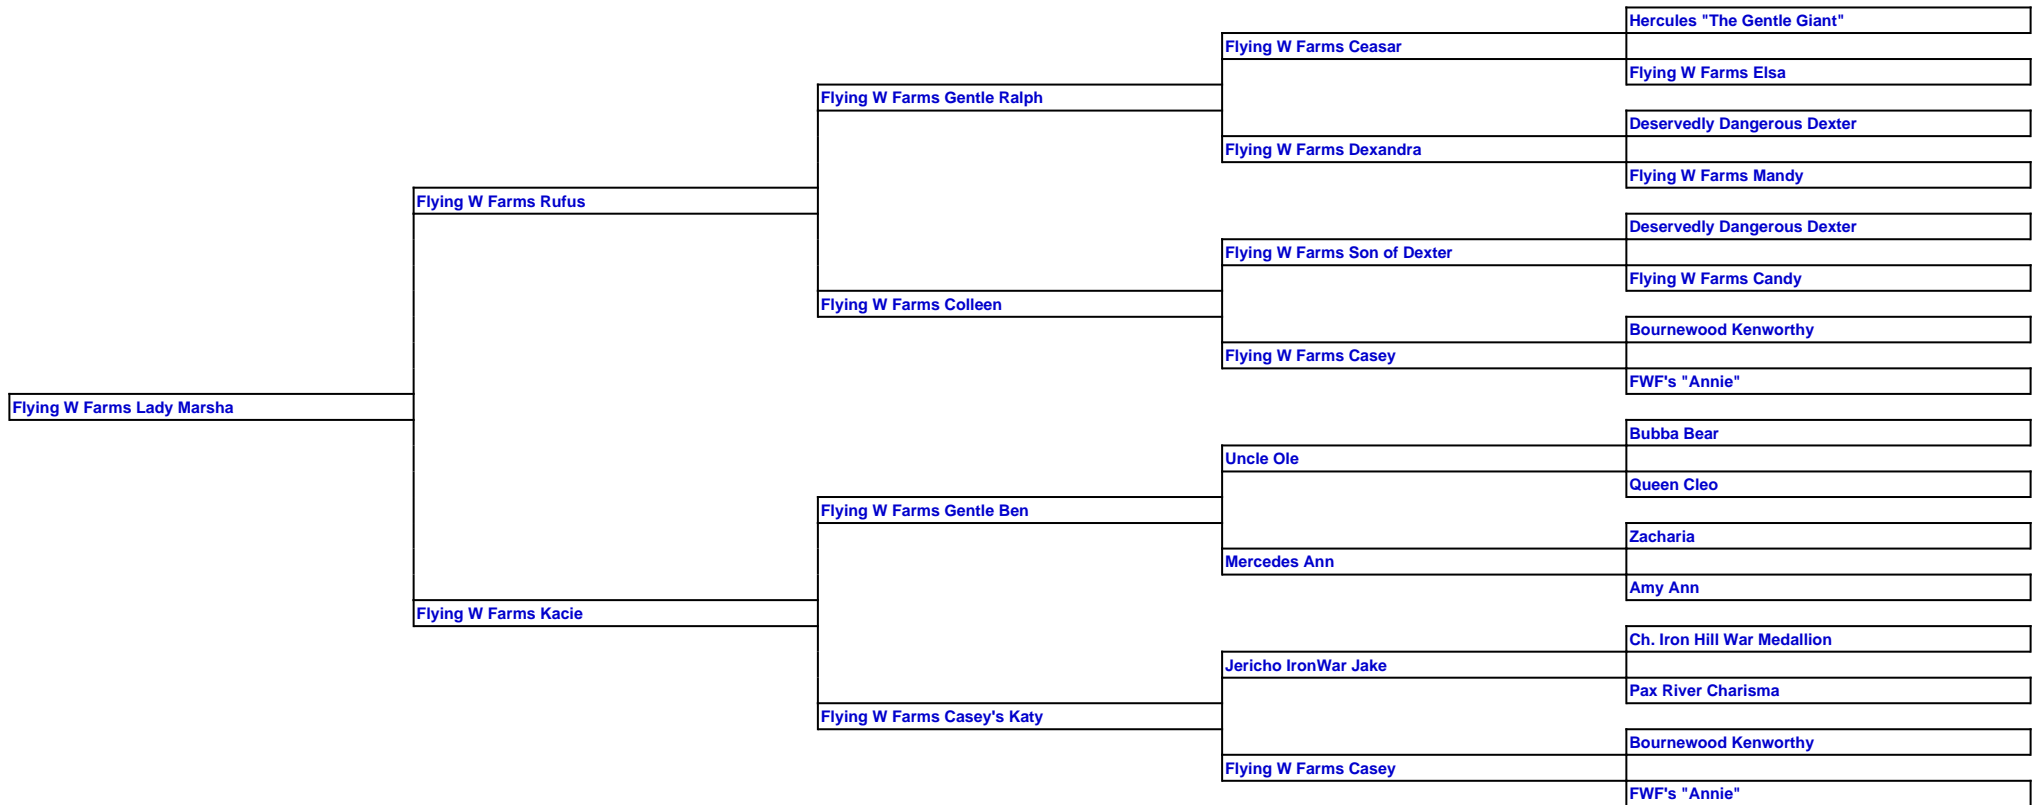 Hercules "The Gentle Giant"
Flying W Farms Ceasar
Flying W Farms Elsa
Flying W Farms Gentle Ralph
Deservedly Dangerous Dexter
Flying W Farms Dexandra
Flying W Farms Mandy
Flying W Farms Rufus
Deservedly Dangerous Dexter
Flying W Farms Son of Dexter
Flying W Farms Candy
Flying W Farms Colleen
Bournewood Kenworthy
Flying W Farms Casey
FWF's "Annie"
Flying W Farms Lady Marsha
Bubba Bear
Uncle Ole
Queen Cleo
Flying W Farms Gentle Ben
Zacharia
Mercedes Ann
Amy Ann
Flying W Farms Kacie
Ch. Iron Hill War Medallion
Jericho IronWar Jake
Pax River Charisma
Flying W Farms Casey's Katy
Bournewood Kenworthy
Flying W Farms Casey
FWF's "Annie"